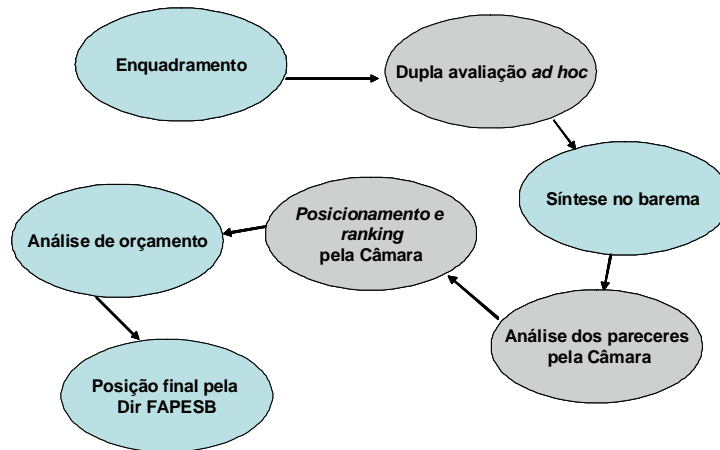 Enquadramento
Dupla avaliação ad hoc
Síntese no barema
Análise dos pareceres
pela Câmara
Posicionamento e
ranking
pela Câmara
Análise de orçamento
Posição final pela
Dir FAPESB